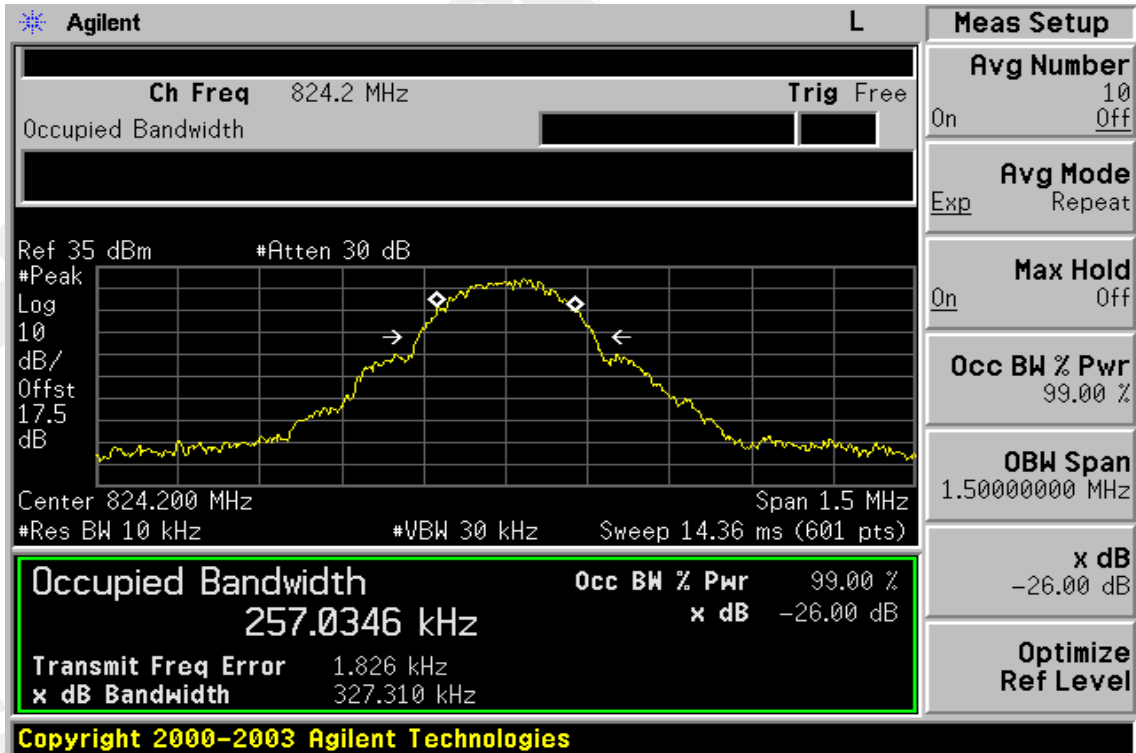 Agilent L Meas Setup
Ch Freq 824.2 MHz Trig Free
Occupied Bandwidth
Ref 35 dBm #Atten 30 dB
#Peak
Log
10
dB/
Offst
17.5
dB
Center 824.200 MHz Span 1.5 MHz
#Res BW 10 kHz #VBW 30 kHz Sweep 14.36 ms (601 pts)
Occupied Bandwidth Occ BW % Pwr 99.00 %
257.0346 kHz x dB -26.00 dB
Transmit Freq Error 1.826 kHz
x dB Bandwidth 327.310 kHz
Avg Number
10
On Off
Avg Mode
Exp Repeat
Max Hold
On Off
Occ BW % Pwr
99.00 %
OBW Span
1.50000000 MHz
x dB
-26.00 dB
Optimize
Ref Level
Copyright 2000-2003 Agilent Technologies